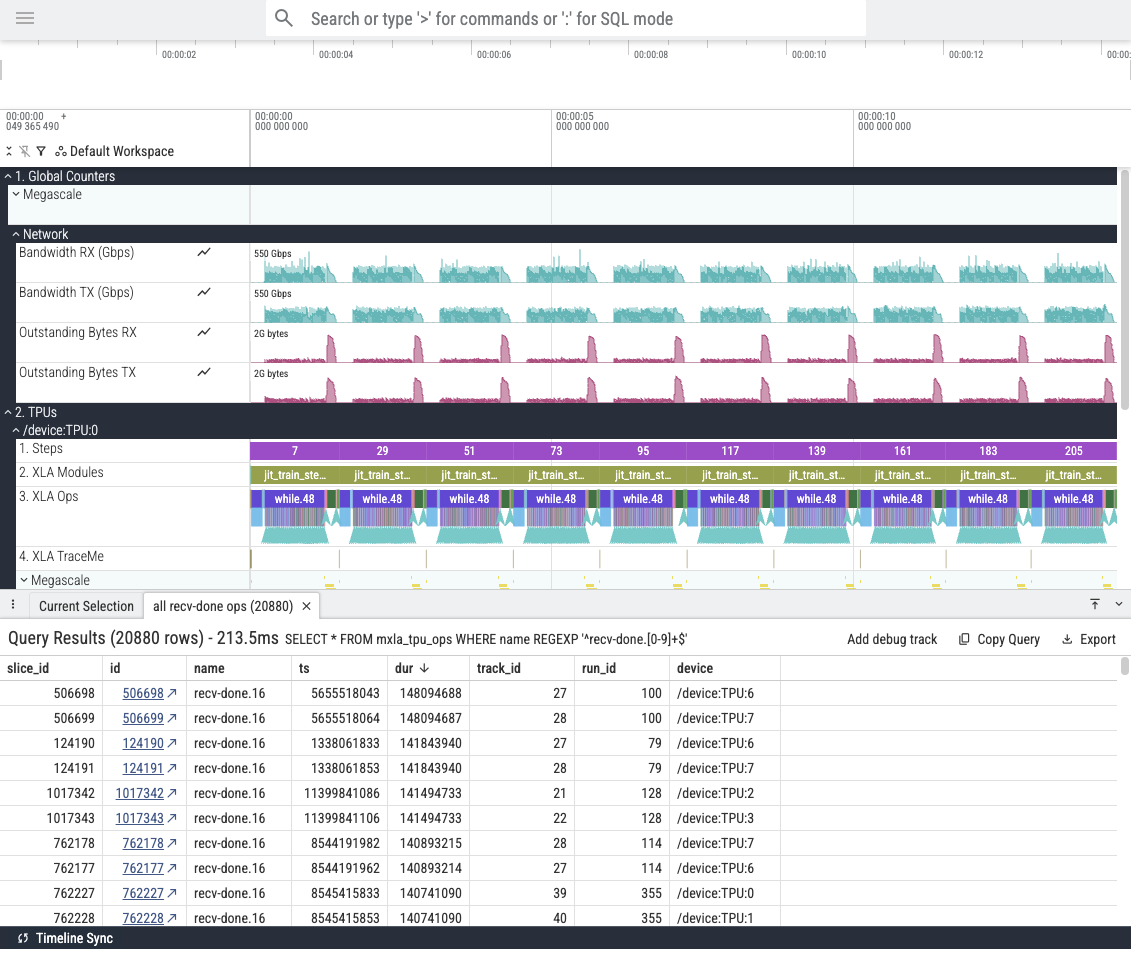 Search or type '>' for commands or ':' for SQL mode
00:00:02 00:00:04 00:00:06 00:00:08 00:00:10 00:00:12 00:00:
00:00:00 + 00:00:00 00:00:05 00:00:10
049 365 490 000 000 000 000 000 000 000 000 000
Default Workspace
1. Global Counters
Megascale
Network
Bandwidth RX (Gbps) 550 Gbps
Bandwidth TX (Gbps) 550 Gbps
Outstanding Bytes RX 2G bytes
Outstanding Bytes TX 2G bytes
2. TPUs
/device:TPU:0
1. Steps 7 29 51 73 95 117 139 161 183 205
2. XLA Modules jit_train_ste... jit_train_st... jit_train_st... jit_train_st... jit_train_st... jit_train_st... jit_train_st... jit_train_st... jit_train_st... jit_train_st...
3. XLA Ops while.48 while.48 while.48 while.48 while.48 while.48 while.48 while.48 while.48 while.48
4. XLA TraceMe
Megascale
Current Selection all recv-done ops (20880)
Query Results (20880 rows) - 213.5ms SELECT * FROM mxla_tpu_ops WHERE name REGEXP '^recv-done.[0-9]+$' Add debug track Copy Query Export
slice_id id name ts dur track_id run_id device
506698 506698 recv-done.16 5655518043 148094688 27 100 /device:TPU:6
506699 506699 recv-done.16 5655518064 148094687 28 100 /device:TPU:7
124190 124190 recv-done.16 1338061833 141843940 27 79 /device:TPU:6
124191 124191 recv-done.16 1338061853 141843940 28 79 /device:TPU:7
1017342 1017342 recv-done.16 11399841086 141494733 21 128 /device:TPU:2
1017343 1017343 recv-done.16 11399841106 141494733 22 128 /device:TPU:3
762178 762178 recv-done.16 8544191982 140893215 28 114 /device:TPU:7
762177 762177 recv-done.16 8544191962 140893214 27 114 /device:TPU:6
762227 762227 recv-done.16 8545415833 140741090 39 355 /device:TPU:0
762228 762228 recv-done.16 8545415853 140741090 40 355 /device:TPU:1
Timeline Sync